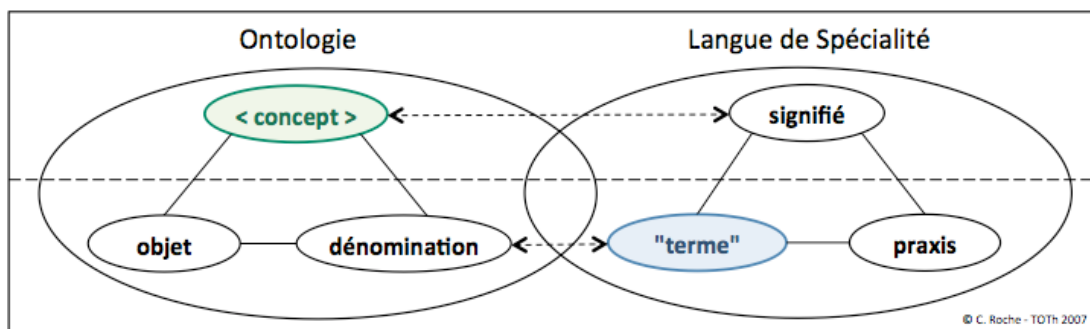 Ontologie
Langue de Spécialité
< concept >
signifié
objet
dénomination
"terme"
praxis
© C. Roche - TOTh 2007